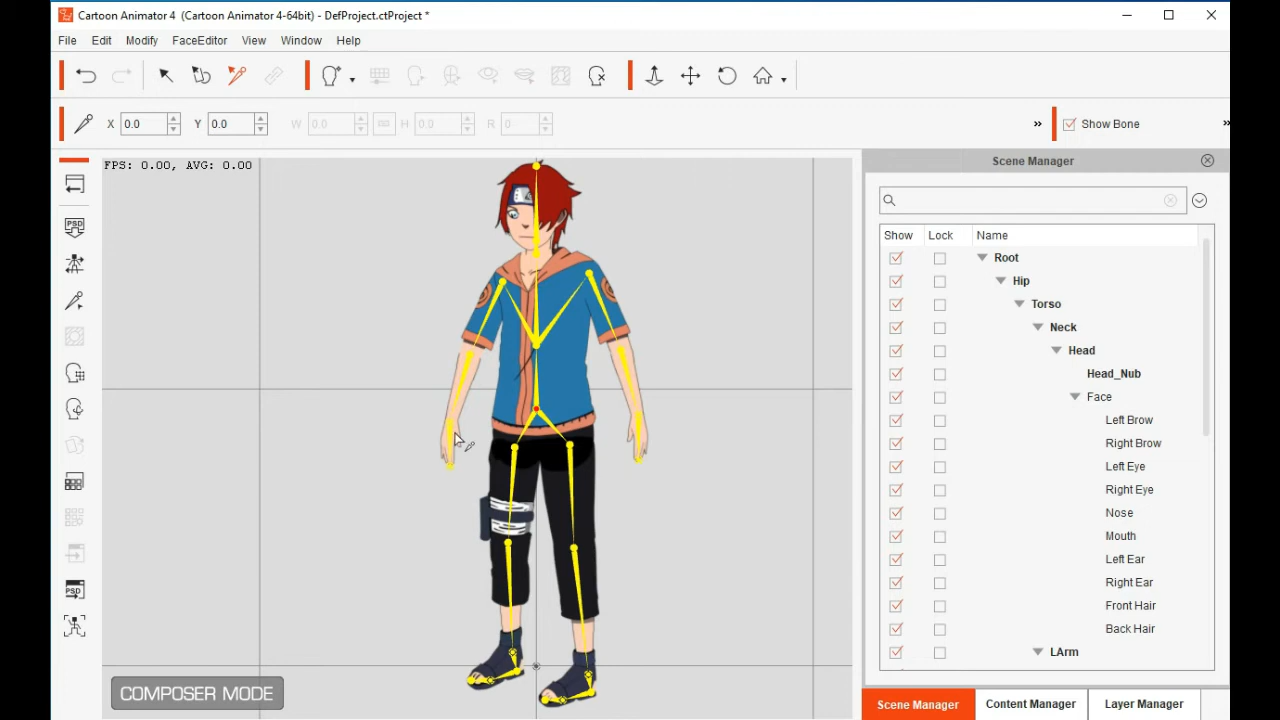 Cartoon Animator 4 (Cartoon Animator 4-64bit) - DefProject.ctProject *
File Edit Modify FaceEditor View Window Help
X 0.0 Y 0.0 W 0.0 H 0.0 R 0 » Show Bone »
FPS: 0.00, AVG: 0.00
PSD
PSD
COMPOSER MODE
Scene Manager
Show Lock Name
Root
Hip
Torso
Neck
Head
Head_Nub
Face
Left Brow
Right Brow
Left Eye
Right Eye
Nose
Mouth
Left Ear
Right Ear
Front Hair
Back Hair
LArm
Scene Manager Content Manager Layer Manager